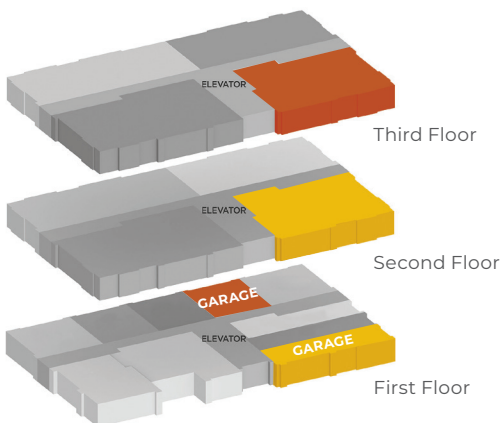 ELEVATOR
Third Floor
ELEVATOR
Second Floor
GARAGE
ELEVATOR
GARAGE
First Floor